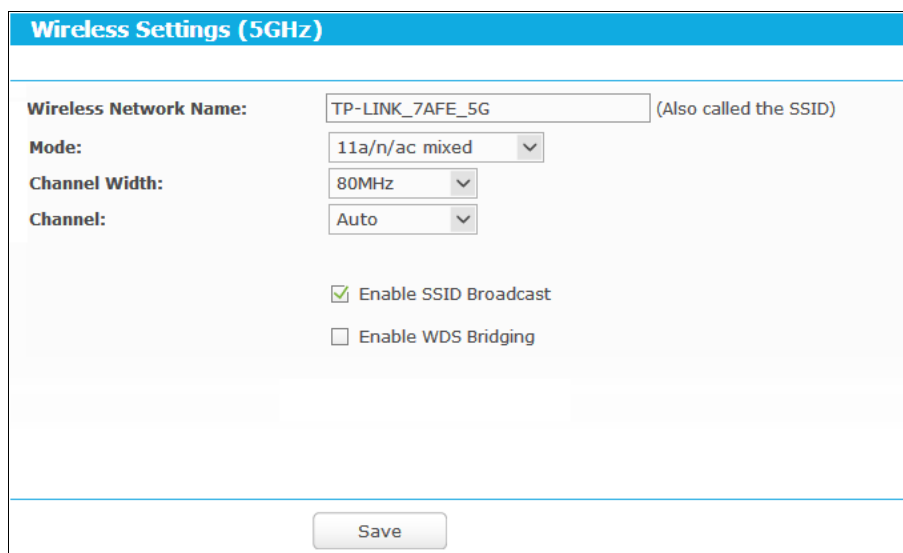 Wireless Settings (5GHz)
Wireless Network Name: TP-LINK_7AFE_5G (Also called the SSID)
Mode: 11a/n/ac mixed
Channel Width: 80MHz
Channel: Auto
Enable SSID Broadcast
Enable WDS Bridging
Save